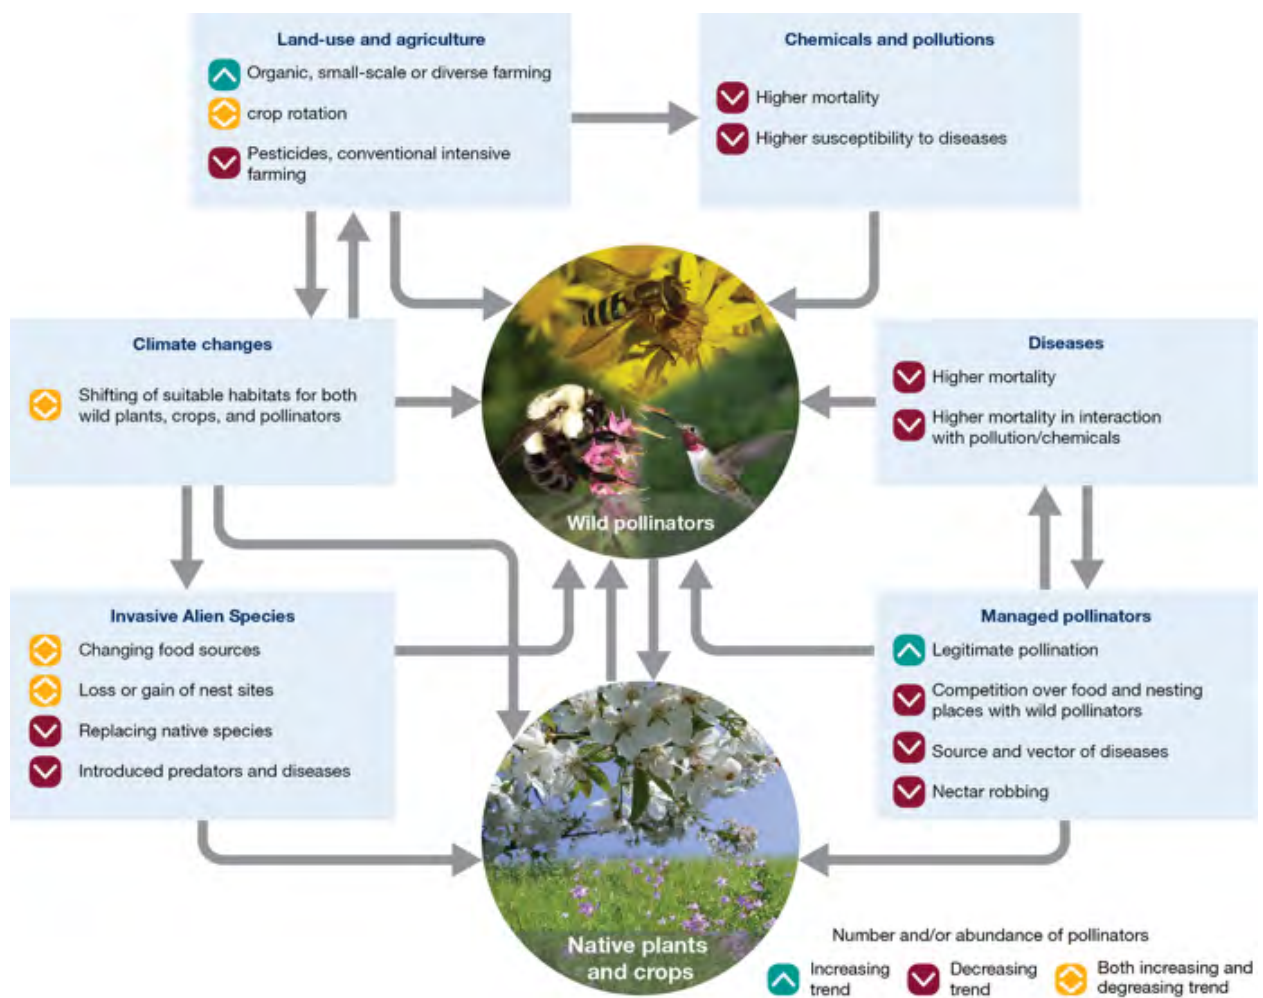 Land-use and agriculture
Organic, small-scale or diverse farming
crop rotation
Pesticides, conventional intensive
farming
Chemicals and pollutions
Higher mortality
Higher susceptibility to diseases
Climate changes
Shifting of suitable habitats for both
wild plants, crops, and pollinators
Wild pollinators
Diseases
Higher mortality
Higher mortality in interaction
with pollution/chemicals
Invasive Alien Species
Changing food sources
Loss or gain of nest sites
Replacing native species
Introduced predators and diseases
Managed pollinators
Legitimate pollination
Competition over food and nesting
places with wild pollinators
Source and vector of diseases
Nectar robbing
Native plants
and crops
Number and/or abundance of pollinators
Increasing
trend
Decreasing
trend
Both increasing and
degreasing trend